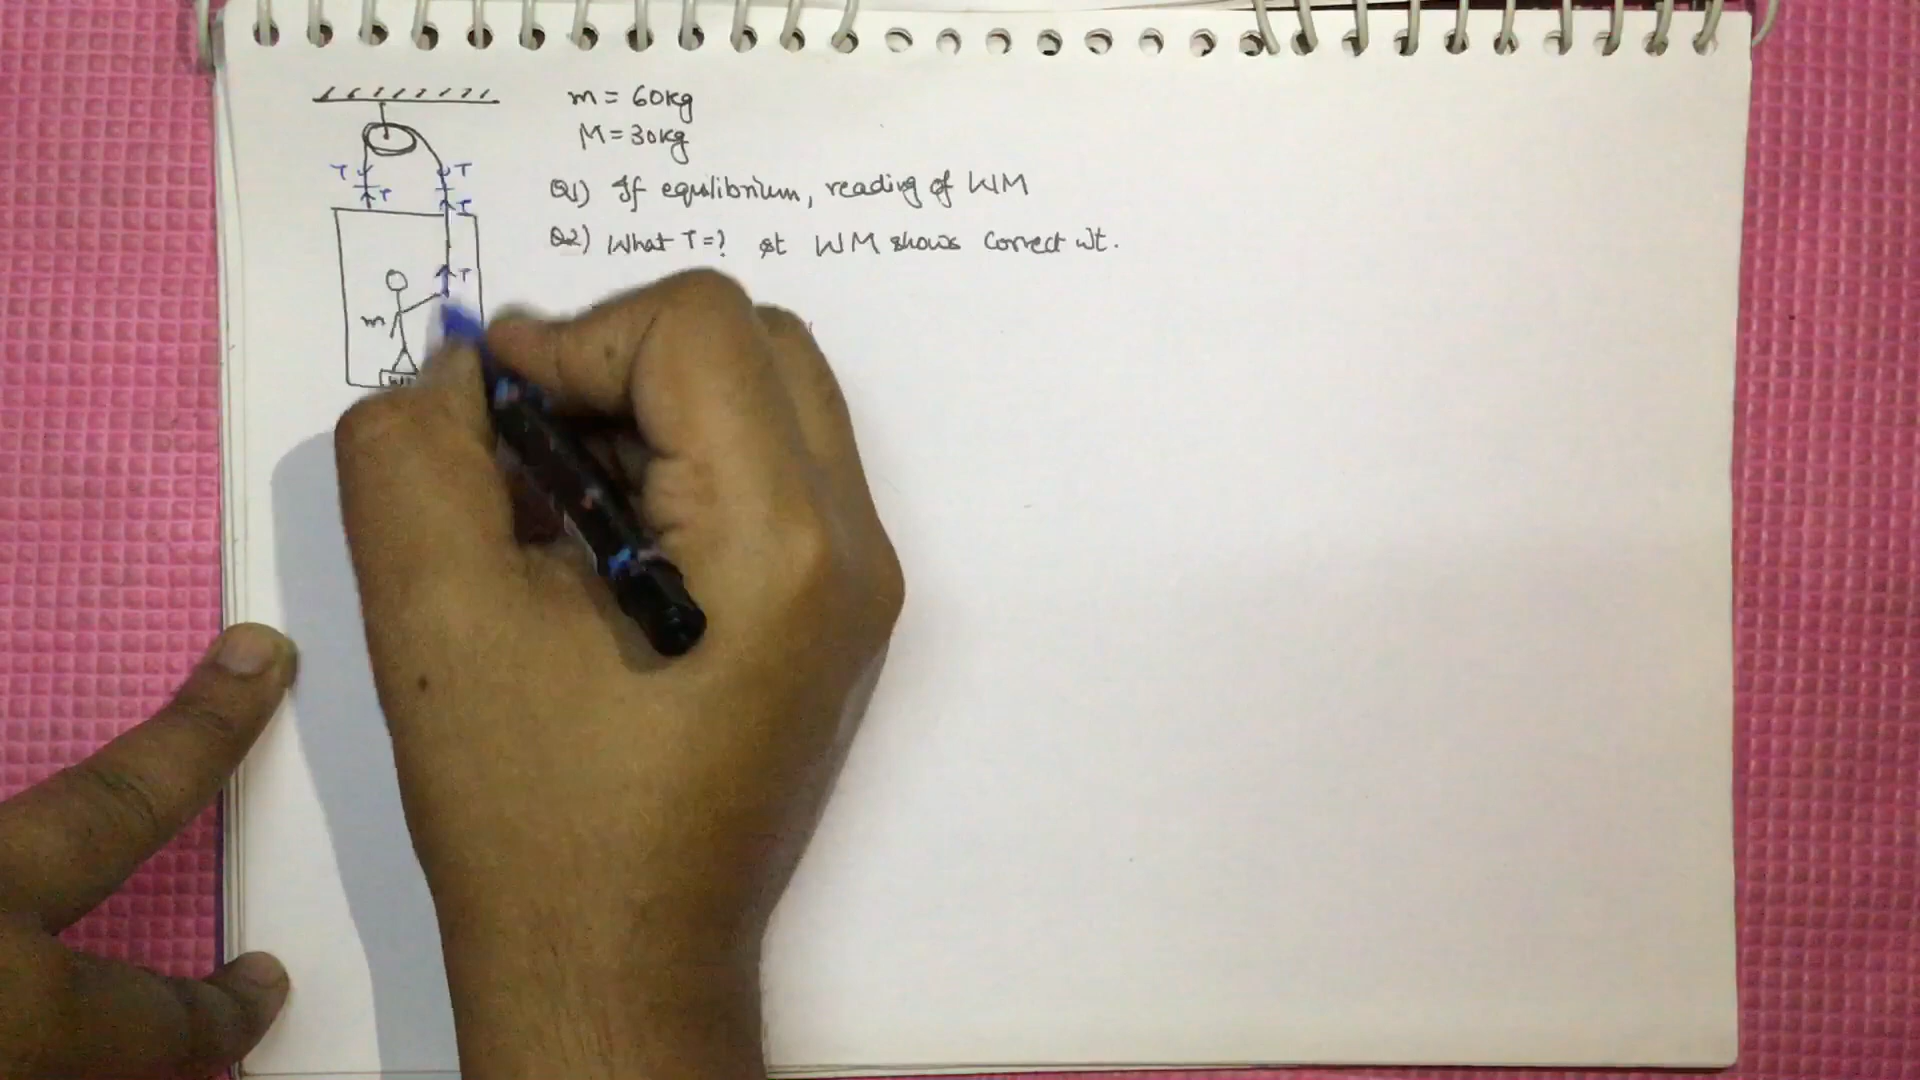 m = 60kg
M = 30kg
Q1) If equilibrium, reading of WM
Q2) What T=? st WM shows correct wt.
T T
T T
T
m